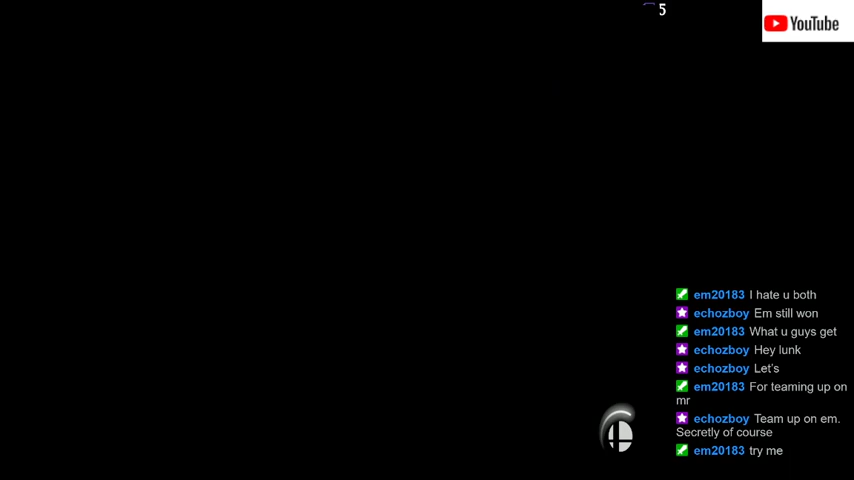 5
YouTube
em20183 I hate u both
echozboy Em still won
em20183 What u guys get
echozboy Hey lunk
echozboy Let's
em20183 For teaming up on
mr
echozboy Team up on em.
Secretly of course
em20183 try me